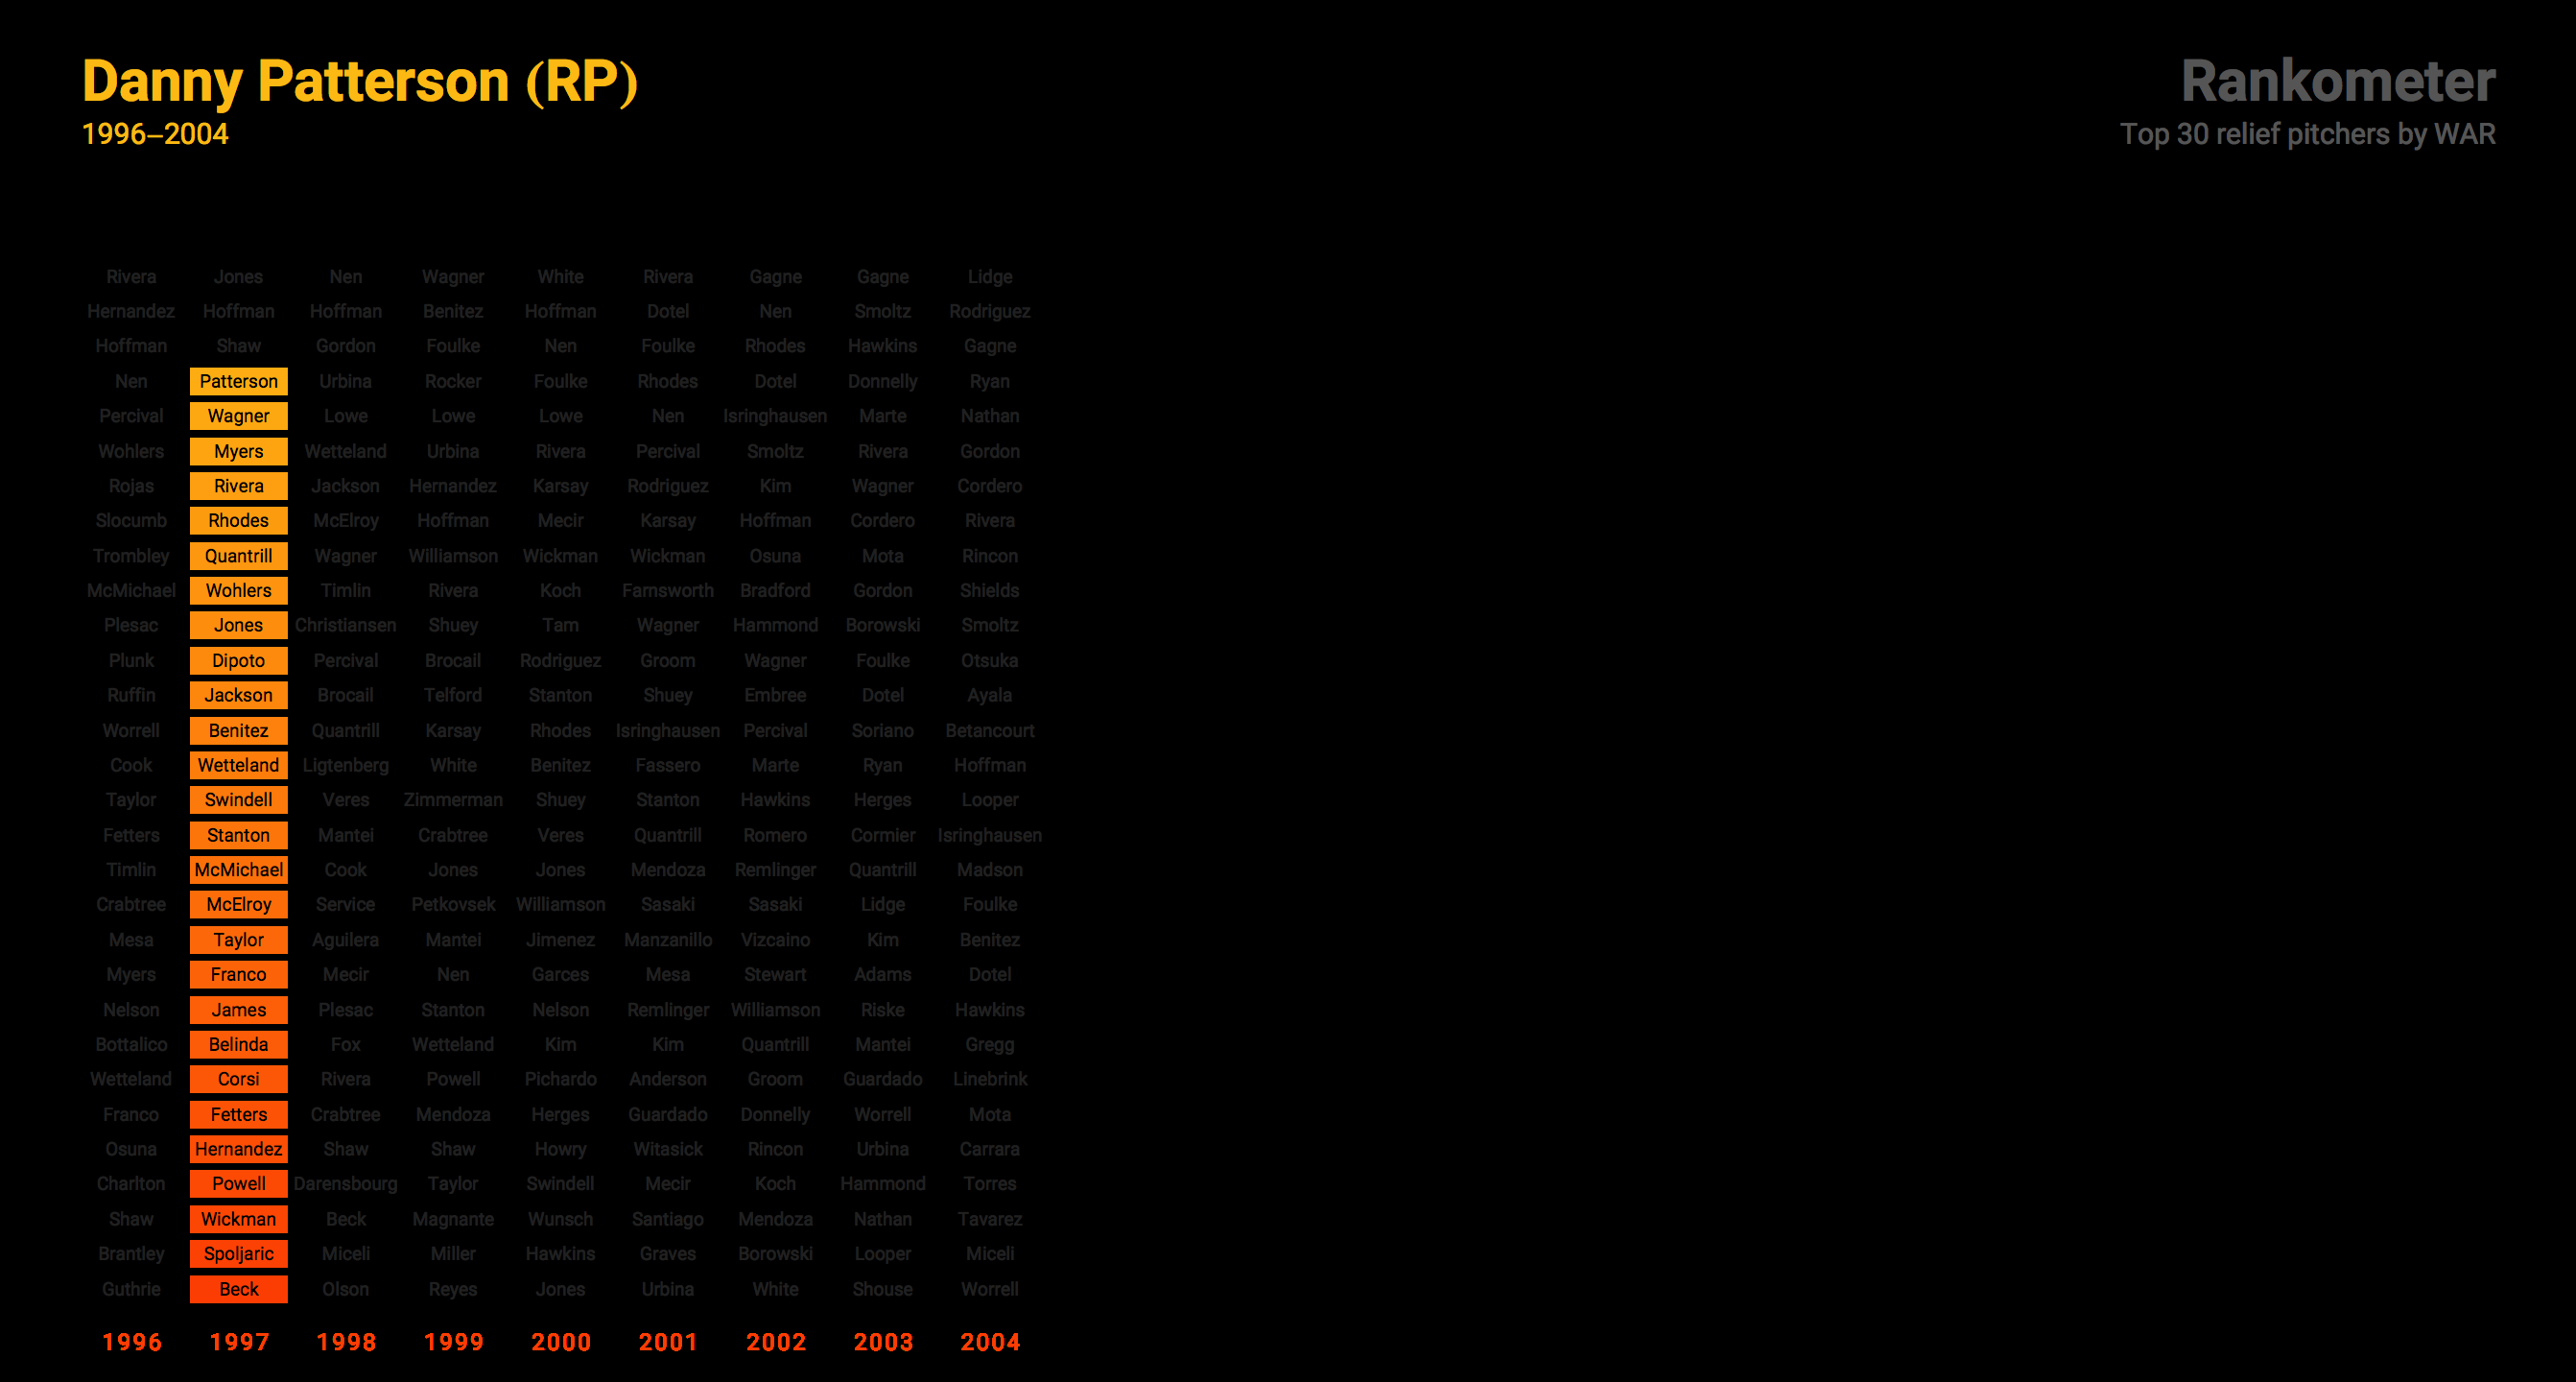 Danny Patterson (RP)
1996–2004
Rankometer
Top 30 relief pitchers by WAR
Rivera Jones Nen Wagner White Rivera Gagne Gagne Lidge
Hernandez Hoffman Hoffman Benitez Hoffman Dotel Nen Smoltz Rodriguez
Hoffman Shaw Gordon Foulke Nen Foulke Rhodes Hawkins Gagne
Nen Patterson Urbina Rocker Foulke Rhodes Dotel Donnelly Ryan
Percival Wagner Lowe Lowe Lowe Nen Isringhausen Marte Nathan
Wohlers Myers Wetteland Urbina Rivera Percival Smoltz Rivera Gordon
Rojas Rivera Jackson Hernandez Karsay Rodriguez Kim Wagner Cordero
Slocumb Rhodes McElroy Hoffman Mecir Karsay Hoffman Cordero Rivera
Trombley Quantrill Wagner Williamson Wickman Wickman Osuna Mota Rincon
McMichael Wohlers Timlin Rivera Koch Farnsworth Bradford Gordon Shields
Plesac Jones Christiansen Shuey Tam Wagner Hammond Borowski Smoltz
Plunk Dipoto Percival Brocail Rodriguez Groom Wagner Foulke Otsuka
Ruffin Jackson Brocail Telford Stanton Shuey Embree Dotel Ayala
Worrell Benitez Quantrill Karsay Rhodes Isringhausen Percival Soriano Betancourt
Cook Wetteland Ligtenberg White Benitez Fassero Marte Ryan Hoffman
Taylor Swindell Veres Zimmerman Shuey Stanton Hawkins Herges Looper
Fetters Stanton Mantei Crabtree Veres Quantrill Romero Cormier Isringhausen
Timlin McMichael Cook Jones Jones Mendoza Remlinger Quantrill Madson
Crabtree McElroy Service Petkovsek Williamson Sasaki Sasaki Lidge Foulke
Mesa Taylor Aguilera Mantei Jimenez Manzanillo Vizcaino Kim Benitez
Myers Franco Mecir Nen Garces Mesa Stewart Adams Dotel
Nelson James Plesac Stanton Nelson Remlinger Williamson Riske Hawkins
Bottalico Belinda Fox Wetteland Kim Kim Quantrill Mantei Gregg
Wetteland Corsi Rivera Powell Pichardo Anderson Groom Guardado Linebrink
Franco Fetters Crabtree Mendoza Herges Guardado Donnelly Worrell Mota
Osuna Hernandez Shaw Shaw Howry Witasick Rincon Urbina Carrara
Charlton Powell Darensbourg Taylor Swindell Mecir Koch Hammond Torres
Shaw Wickman Beck Magnante Wunsch Santiago Mendoza Nathan Tavarez
Brantley Spoljaric Miceli Miller Hawkins Graves Borowski Looper Miceli
Guthrie Beck Olson Reyes Jones Urbina White Shouse Worrell
1996 1997 1998 1999 2000 2001 2002 2003 2004